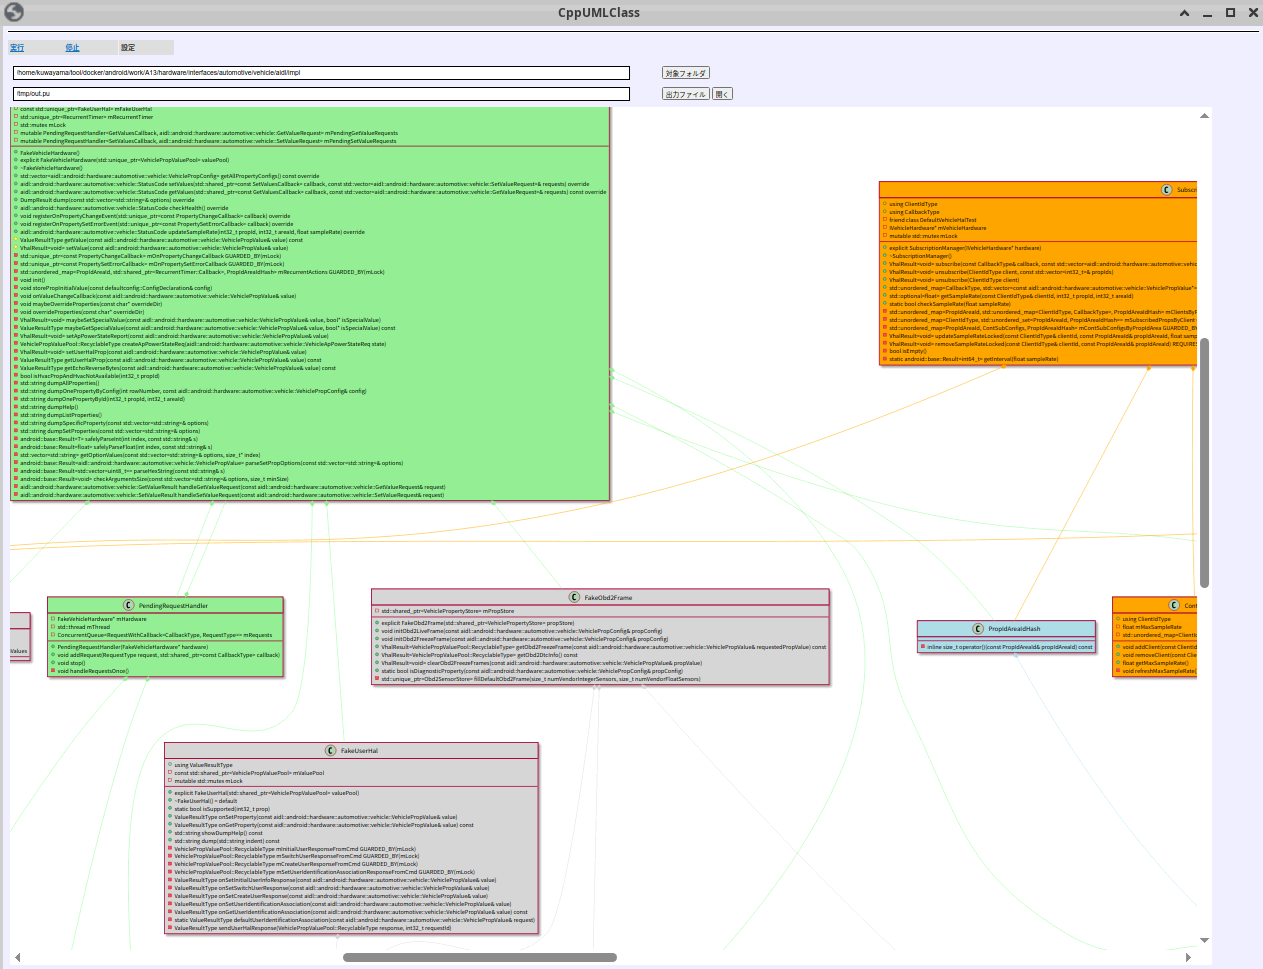 CppUMLClass
実行 停止 設定
/home/kuwayama/tool/docker/android/work/A13/hardware/interfaces/automotive/vehicle/aidl/impl
対象フォルダ
/tmp/out.pu
出力ファイル 開く
const std::unique_ptr<FakeUserHal> mFakeUserHal
std::unique_ptr<RecurrentTimer> mRecurrentTimer
std::mutex mLock
mutable PendingRequestHandler<GetValuesCallback, aidl::android::hardware::automotive::vehicle::GetValueRequest> mPendingGetValueRequests
mutable PendingRequestHandler<SetValuesCallback, aidl::android::hardware::automotive::vehicle::SetValueRequest> mPendingSetValueRequests
FakeVehicleHardware()
explicit FakeVehicleHardware(std::unique_ptr<VehiclePropValuePool> valuePool)
~FakeVehicleHardware()
std::vector<aidl::android::hardware::automotive::vehicle::VehiclePropConfig> getAllPropertyConfigs() const override
aidl::android::hardware::automotive::vehicle::StatusCode setValues(std::shared_ptr<const SetValuesCallback> callback, const std::vector<aidl::android::hardware::automotive::vehicle::SetValueRequest>& requests) override
aidl::android::hardware::automotive::vehicle::StatusCode getValues(std::shared_ptr<const GetValuesCallback> callback, const std::vector<aidl::android::hardware::automotive::vehicle::GetValueRequest>& requests) const override
DumpResult dump(const std::vector<std::string>& options) override
aidl::android::hardware::automotive::vehicle::StatusCode checkHealth() override
void registerOnPropertyChangeEvent(std::unique_ptr<const PropertyChangeCallback> callback) override
void registerOnPropertySetErrorEvent(std::unique_ptr<const PropertySetErrorCallback> callback) override
aidl::android::hardware::automotive::vehicle::StatusCode updateSampleRate(int32_t propId, int32_t areaId, float sampleRate) override
ValueResultType getValue(const aidl::android::hardware::automotive::vehicle::VehiclePropValue& value) const
VhalResult<void> setValue(const aidl::android::hardware::automotive::vehicle::VehiclePropValue& value)
std::unique_ptr<const PropertyChangeCallback> mOnPropertyChangeCallback GUARDED_BY(mLock)
std::unique_ptr<const PropertySetErrorCallback> mOnPropertySetErrorCallback GUARDED_BY(mLock)
std::unordered_map<PropIdAreaId, std::shared_ptr<RecurrentTimer::Callback>, PropIdAreaIdHash> mRecurrentActions GUARDED_BY(mLock)
void init()
void storePropInitialValue(const defaultconfig::ConfigDeclaration& config)
void onValueChangeCallback(const aidl::android::hardware::automotive::vehicle::VehiclePropValue& value)
void maybeOverrideProperties(const char* overrideDir)
void overrideProperties(const char* overrideDir)
VhalResult<void> maybeSetSpecialValue(const aidl::android::hardware::automotive::vehicle::VehiclePropValue& value, bool* isSpecialValue)
ValueResultType maybeGetSpecialValue(const aidl::android::hardware::automotive::vehicle::VehiclePropValue& value, bool* isSpecialValue) const
VhalResult<void> setApPowerStateReport(const aidl::android::hardware::automotive::vehicle::VehiclePropValue& value)
VehiclePropValuePool::RecyclableType createApPowerStateReq(aidl::android::hardware::automotive::vehicle::VehicleApPowerStateReq state)
VhalResult<void> setUserHalProp(const aidl::android::hardware::automotive::vehicle::VehiclePropValue& value)
ValueResultType getUserHalProp(const aidl::android::hardware::automotive::vehicle::VehiclePropValue& value) const
ValueResultType getEchoReverseBytes(const aidl::android::hardware::automotive::vehicle::VehiclePropValue& value) const
bool isHvacPropAndHvacNotAvailable(int32_t propId)
std::string dumpAllProperties()
std::string dumpOnePropertyByConfig(int rowNumber, const aidl::android::hardware::automotive::vehicle::VehiclePropConfig& config)
std::string dumpOnePropertyById(int32_t propId, int32_t areaId)
std::string dumpHelp()
std::string dumpListProperties()
std::string dumpSpecificProperty(const std::vector<std::string>& options)
std::string dumpSetProperties(const std::vector<std::string>& options)
android::base::Result<T> safelyParseInt(int index, const std::string& s)
android::base::Result<float> safelyParseFloat(int index, const std::string& s)
std::vector<std::string> getOptionValues(const std::vector<std::string>& options, size_t* index)
android::base::Result<aidl::android::hardware::automotive::vehicle::VehiclePropValue> parseSetPropOptions(const std::vector<std::string>& options)
android::base::Result<std::vector<uint8_t>> parseHexString(const std::string& s)
android::base::Result<void> checkArgumentsSize(const std::vector<std::string>& options, size_t minSize)
aidl::android::hardware::automotive::vehicle::GetValueResult handleGetValueRequest(const aidl::android::hardware::automotive::vehicle::GetValueRequest& request)
aidl::android::hardware::automotive::vehicle::SetValueResult handleSetValueRequest(const aidl::android::hardware::automotive::vehicle::SetValueRequest& request)
C Subscr
using ClientIdType
using CallbackType
friend class DefaultVehicleHalTest
IVehicleHardware* mVehicleHardware
mutable std::mutex mLock
explicit SubscriptionManager(IVehicleHardware* hardware)
~SubscriptionManager()
VhalResult<void> subscribe(const CallbackType& callback, const std::vector<aidl::android::hardware::automotive::vehic
VhalResult<void> unsubscribe(ClientIdType client, const std::vector<int32_t>& propIds)
VhalResult<void> unsubscribe(ClientIdType client)
std::unordered_map<CallbackType, std::vector<aidl::android::hardware::automotive::vehicle::VehiclePropValue*>
std::optional<float> getSampleRate(const ClientIdType& clientId, int32_t propId, int32_t areaId)
static bool checkSampleRate(float sampleRate)
std::unordered_map<PropIdAreaId, std::unordered_map<ClientIdType, CallbackType>, PropIdAreaIdHash> mClientsByP
std::unordered_map<ClientIdType, std::unordered_set<PropIdAreaId, PropIdAreaIdHash>> mSubscribedPropsByClient
std::unordered_map<PropIdAreaId, ContSubConfigs, PropIdAreaIdHash> mContSubConfigsByPropIdArea GUARDED_BY
VhalResult<void> updateSampleRateLocked(const ClientIdType& clientId, const PropIdAreaId& propIdAreaId, float samp
VhalResult<void> removeSampleRateLocked(const ClientIdType& clientId, const PropIdAreaId& propIdAreaId) REQUIRES
bool isEmpty()
static android::base::Result<int64_t> getInterval(float sampleRate)
Values
C PendingRequestHandler
FakeVehicleHardware* mHardware
std::thread mThread
ConcurrentQueue<RequestWithCallback<CallbackType, RequestType>> mRequests
PendingRequestHandler(FakeVehicleHardware* hardware)
void addRequest(RequestType request, std::shared_ptr<const CallbackType> callback)
void stop()
void handleRequestsOnce()
C FakeObd2Frame
std::shared_ptr<VehiclePropertyStore> mPropStore
explicit FakeObd2Frame(std::shared_ptr<VehiclePropertyStore> propStore)
void initObd2LiveFrame(const aidl::android::hardware::automotive::vehicle::VehiclePropConfig& propConfig)
void initObd2FreezeFrame(const aidl::android::hardware::automotive::vehicle::VehiclePropConfig& propConfig)
VhalResult<VehiclePropValuePool::RecyclableType> getObd2FreezeFrame(const aidl::android::hardware::automotive::vehicle::VehiclePropValue& requestedPropValue) const
VhalResult<VehiclePropValuePool::RecyclableType> getObd2DtcInfo() const
VhalResult<void> clearObd2FreezeFrames(const aidl::android::hardware::automotive::vehicle::VehiclePropValue& propValue)
static bool isDiagnosticProperty(const aidl::android::hardware::automotive::vehicle::VehiclePropConfig& propConfig)
std::unique_ptr<Obd2SensorStore> fillDefaultObd2Frame(size_t numVendorIntegerSensors, size_t numVendorFloatSensors)
C PropIdAreaIdHash
inline size_t operator()(const PropIdAreaId& propIdAreaId) const
C Cont
using ClientIdType
float mMaxSampleRate
std::unordered_map<ClientId
void addClient(const ClientId
void removeClient(const Clie
float getMaxSampleRate()
void refreshMaxSampleRate(
C FakeUserHal
using ValueResultType
const std::shared_ptr<VehiclePropValuePool> mValuePool
mutable std::mutex mLock
explicit FakeUserHal(std::shared_ptr<VehiclePropValuePool> valuePool)
~FakeUserHal() = default
static bool isSupported(int32_t prop)
ValueResultType onSetProperty(const aidl::android::hardware::automotive::vehicle::VehiclePropValue& value)
ValueResultType onGetProperty(const aidl::android::hardware::automotive::vehicle::VehiclePropValue& value) const
std::string showDumpHelp() const
std::string dump(std::string indent) const
VehiclePropValuePool::RecyclableType mInitialUserResponseFromCmd GUARDED_BY(mLock)
VehiclePropValuePool::RecyclableType mSwitchUserResponseFromCmd GUARDED_BY(mLock)
VehiclePropValuePool::RecyclableType mCreateUserResponseFromCmd GUARDED_BY(mLock)
VehiclePropValuePool::RecyclableType mSetUserIdentificationAssociationResponseFromCmd GUARDED_BY(mLock)
ValueResultType onSetInitialUserInfoResponse(const aidl::android::hardware::automotive::vehicle::VehiclePropValue& value)
ValueResultType onSetSwitchUserResponse(const aidl::android::hardware::automotive::vehicle::VehiclePropValue& value)
ValueResultType onSetCreateUserResponse(const aidl::android::hardware::automotive::vehicle::VehiclePropValue& value)
ValueResultType onSetUserIdentificationAssociation(const aidl::android::hardware::automotive::vehicle::VehiclePropValue& value)
ValueResultType onGetUserIdentificationAssociation(const aidl::android::hardware::automotive::vehicle::VehiclePropValue& value) const
static ValueResultType defaultUserIdentificationAssociation(const aidl::android::hardware::automotive::vehicle::VehiclePropValue& request)
ValueResultType sendUserHalResponse(VehiclePropValuePool::RecyclableType response, int32_t requestId)